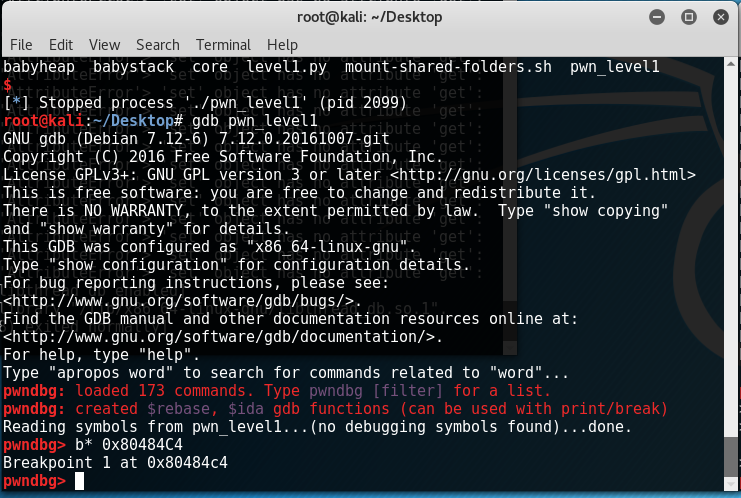 root@kali: ~/Desktop
File Edit View Search Terminal Help
babyheap babystack core level1.py mount-shared-folders.sh pwn_level1
$
[*] Stopped process './pwn_level1' (pid 2099)
root@kali:~/Desktop# gdb pwn_level1
GNU gdb (Debian 7.12-6) 7.12.0.20161007-git
Copyright (C) 2016 Free Software Foundation, Inc.
License GPLv3+: GNU GPL version 3 or later <http://gnu.org/licenses/gpl.html>
This is free software: you are free to change and redistribute it.
There is NO WARRANTY, to the extent permitted by law. Type "show copying"
and "show warranty" for details.
This GDB was configured as "x86_64-linux-gnu".
Type "show configuration" for configuration details.
For bug reporting instructions, please see:
<http://www.gnu.org/software/gdb/bugs/>.
Find the GDB manual and other documentation resources online at:
<http://www.gnu.org/software/gdb/documentation/>.
For help, type "help".
Type "apropos word" to search for commands related to "word"...
pwndbg: loaded 173 commands. Type pwndbg [filter] for a list.
pwndbg: created $rebase, $ida gdb functions (can be used with print/break)
Reading symbols from pwn_level1...(no debugging symbols found)...done.
pwndbg> b* 0x80484C4
Breakpoint 1 at 0x80484c4
pwndbg>